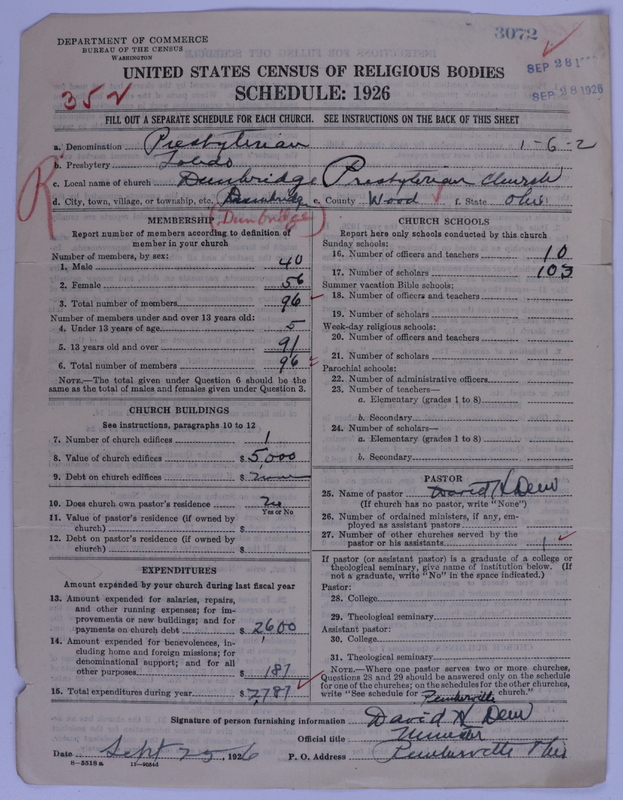 DEPARTMENT OF COMMERCE
BUREAU OF THE CENSUS
WASHINGTON
3072
SEP 28 1
SEP 28 1926
UNITED STATES CENSUS OF RELIGIOUS BODIES
SCHEDULE: 1926
352
FILL OUT A SEPARATE SCHEDULE FOR EACH CHURCH. SEE INSTRUCTIONS ON THE BACK OF THIS SHEET
a. Denomination Presbyterian 1-6-2
b. Presbytery Toledo
c. Local name of church Dunbridge Presbyterian Church
d. City, town, village, or township, etc. Dunbridge e. County Wood f. State Ohio
R
(Dunbridge)
MEMBERSHIP
Report number of members according to definition of
member in your church
Number of members, by sex:
1. Male 40
2. Female 56
3. Total number of members 96
Number of members under and over 13 years old:
4. Under 13 years of age 5
5. 13 years old and over 91
6. Total number of members 96
NOTE.—The total given under Question 6 should be the
same as the total of males and females given under Question 3.
CHURCH BUILDINGS
See instructions, paragraphs 10 to 12
7. Number of church edifices 1
8. Value of church edifices $ 5,000
9. Debt on church edifices $ none
10. Does church own pastor's residence no
Yes or No
11. Value of pastor's residence (if owned by
church) $
12. Debt on pastor's residence (if owned by
church) $
EXPENDITURES
Amount expended by your church during last fiscal year
13. Amount expended for salaries, repairs,
and other running expenses; for im-
provements or new buildings; and for
payments on church debt $ 2600
14. Amount expended for benevolences, in-
cluding home and foreign missions; for
denominational support; and for all
other purposes $ 187
15. Total expenditures during year $ 2,787
CHURCH SCHOOLS
Report here only schools conducted by this church
Sunday schools:
16. Number of officers and teachers 10
17. Number of scholars 103
Summer vacation Bible schools:
18. Number of officers and teachers
19. Number of scholars
Week-day religious schools:
20. Number of officers and teachers
21. Number of scholars
Parochial schools:
22. Number of administrative officers
23. Number of teachers—
a. Elementary (grades 1 to 8)
b. Secondary
24. Number of scholars—
a. Elementary (grades 1 to 8)
b. Secondary
PASTOR
25. Name of pastor David H Dew
(If church has no pastor, write "None")
26. Number of ordained ministers, if any, em-
ployed as assistant pastors
27. Number of other churches served by the
pastor or his assistants 1
If pastor (or assistant pastor) is a graduate of a college or
theological seminary, give name of institution below. (If
not a graduate, write "No" in the space indicated.)
Pastor:
28. College
29. Theological seminary
Assistant pastor:
30. College
31. Theological seminary
NOTE.—Where one pastor serves two or more churches,
Questions 28 and 29 should be answered only on the schedule
for one of the churches; on the schedules for the other churches,
write "See schedule for Pemberville church."
Signature of person furnishing information David H Dew
Official title Minister
Date Sept 25, 1926 P. O. Address Pemberville Ohio
8-5518a